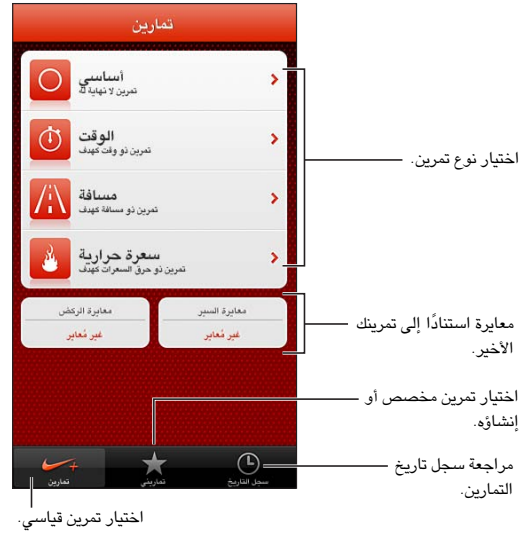 تمارين
أساسي
تمرين لا نهاية له
الوقت
تمرين ذو وقت كهدف
مسافة
تمرين ذو مسافة كهدف
سعرة حرارية
تمرين ذو حرق السعرات كهدف
معايرة السير
غير مُعاير
معايرة الركض
غير مُعاير
تمارين
تماريني
سجل التاريخ
اختيار نوع تمرين.
معايرة استنادًا إلى تمرينك
الأخير.
اختيار تمرين مخصص أو
إنشاؤه.
مراجعة سجل تاريخ
التمارين.
اختيار تمرين قياسي.